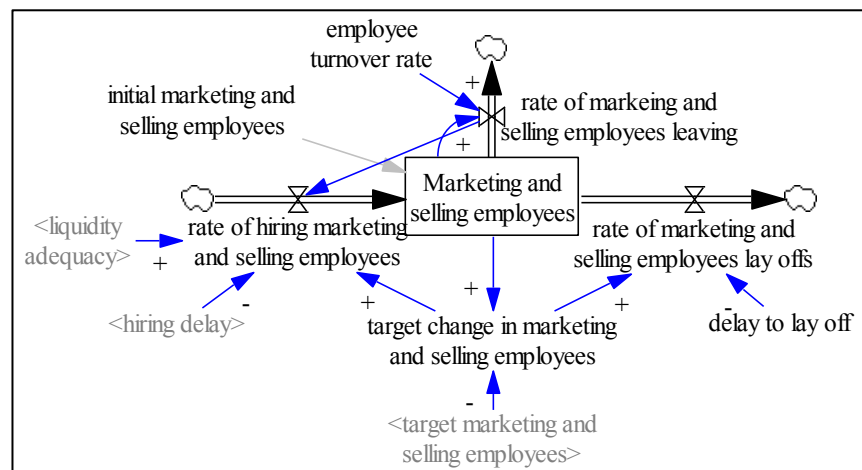 employee
turnover rate
+
initial marketing and
selling employees
rate of markeing and
selling employees leaving
+
Marketing and
selling employees
<liquidity
adequacy>
+
rate of hiring marketing
and selling employees
rate of marketing and
selling employees lay offs
-
<hiring delay>
+
+
target change in marketing
and selling employees
+
-
delay to lay off
-
<target marketing and
selling employees>